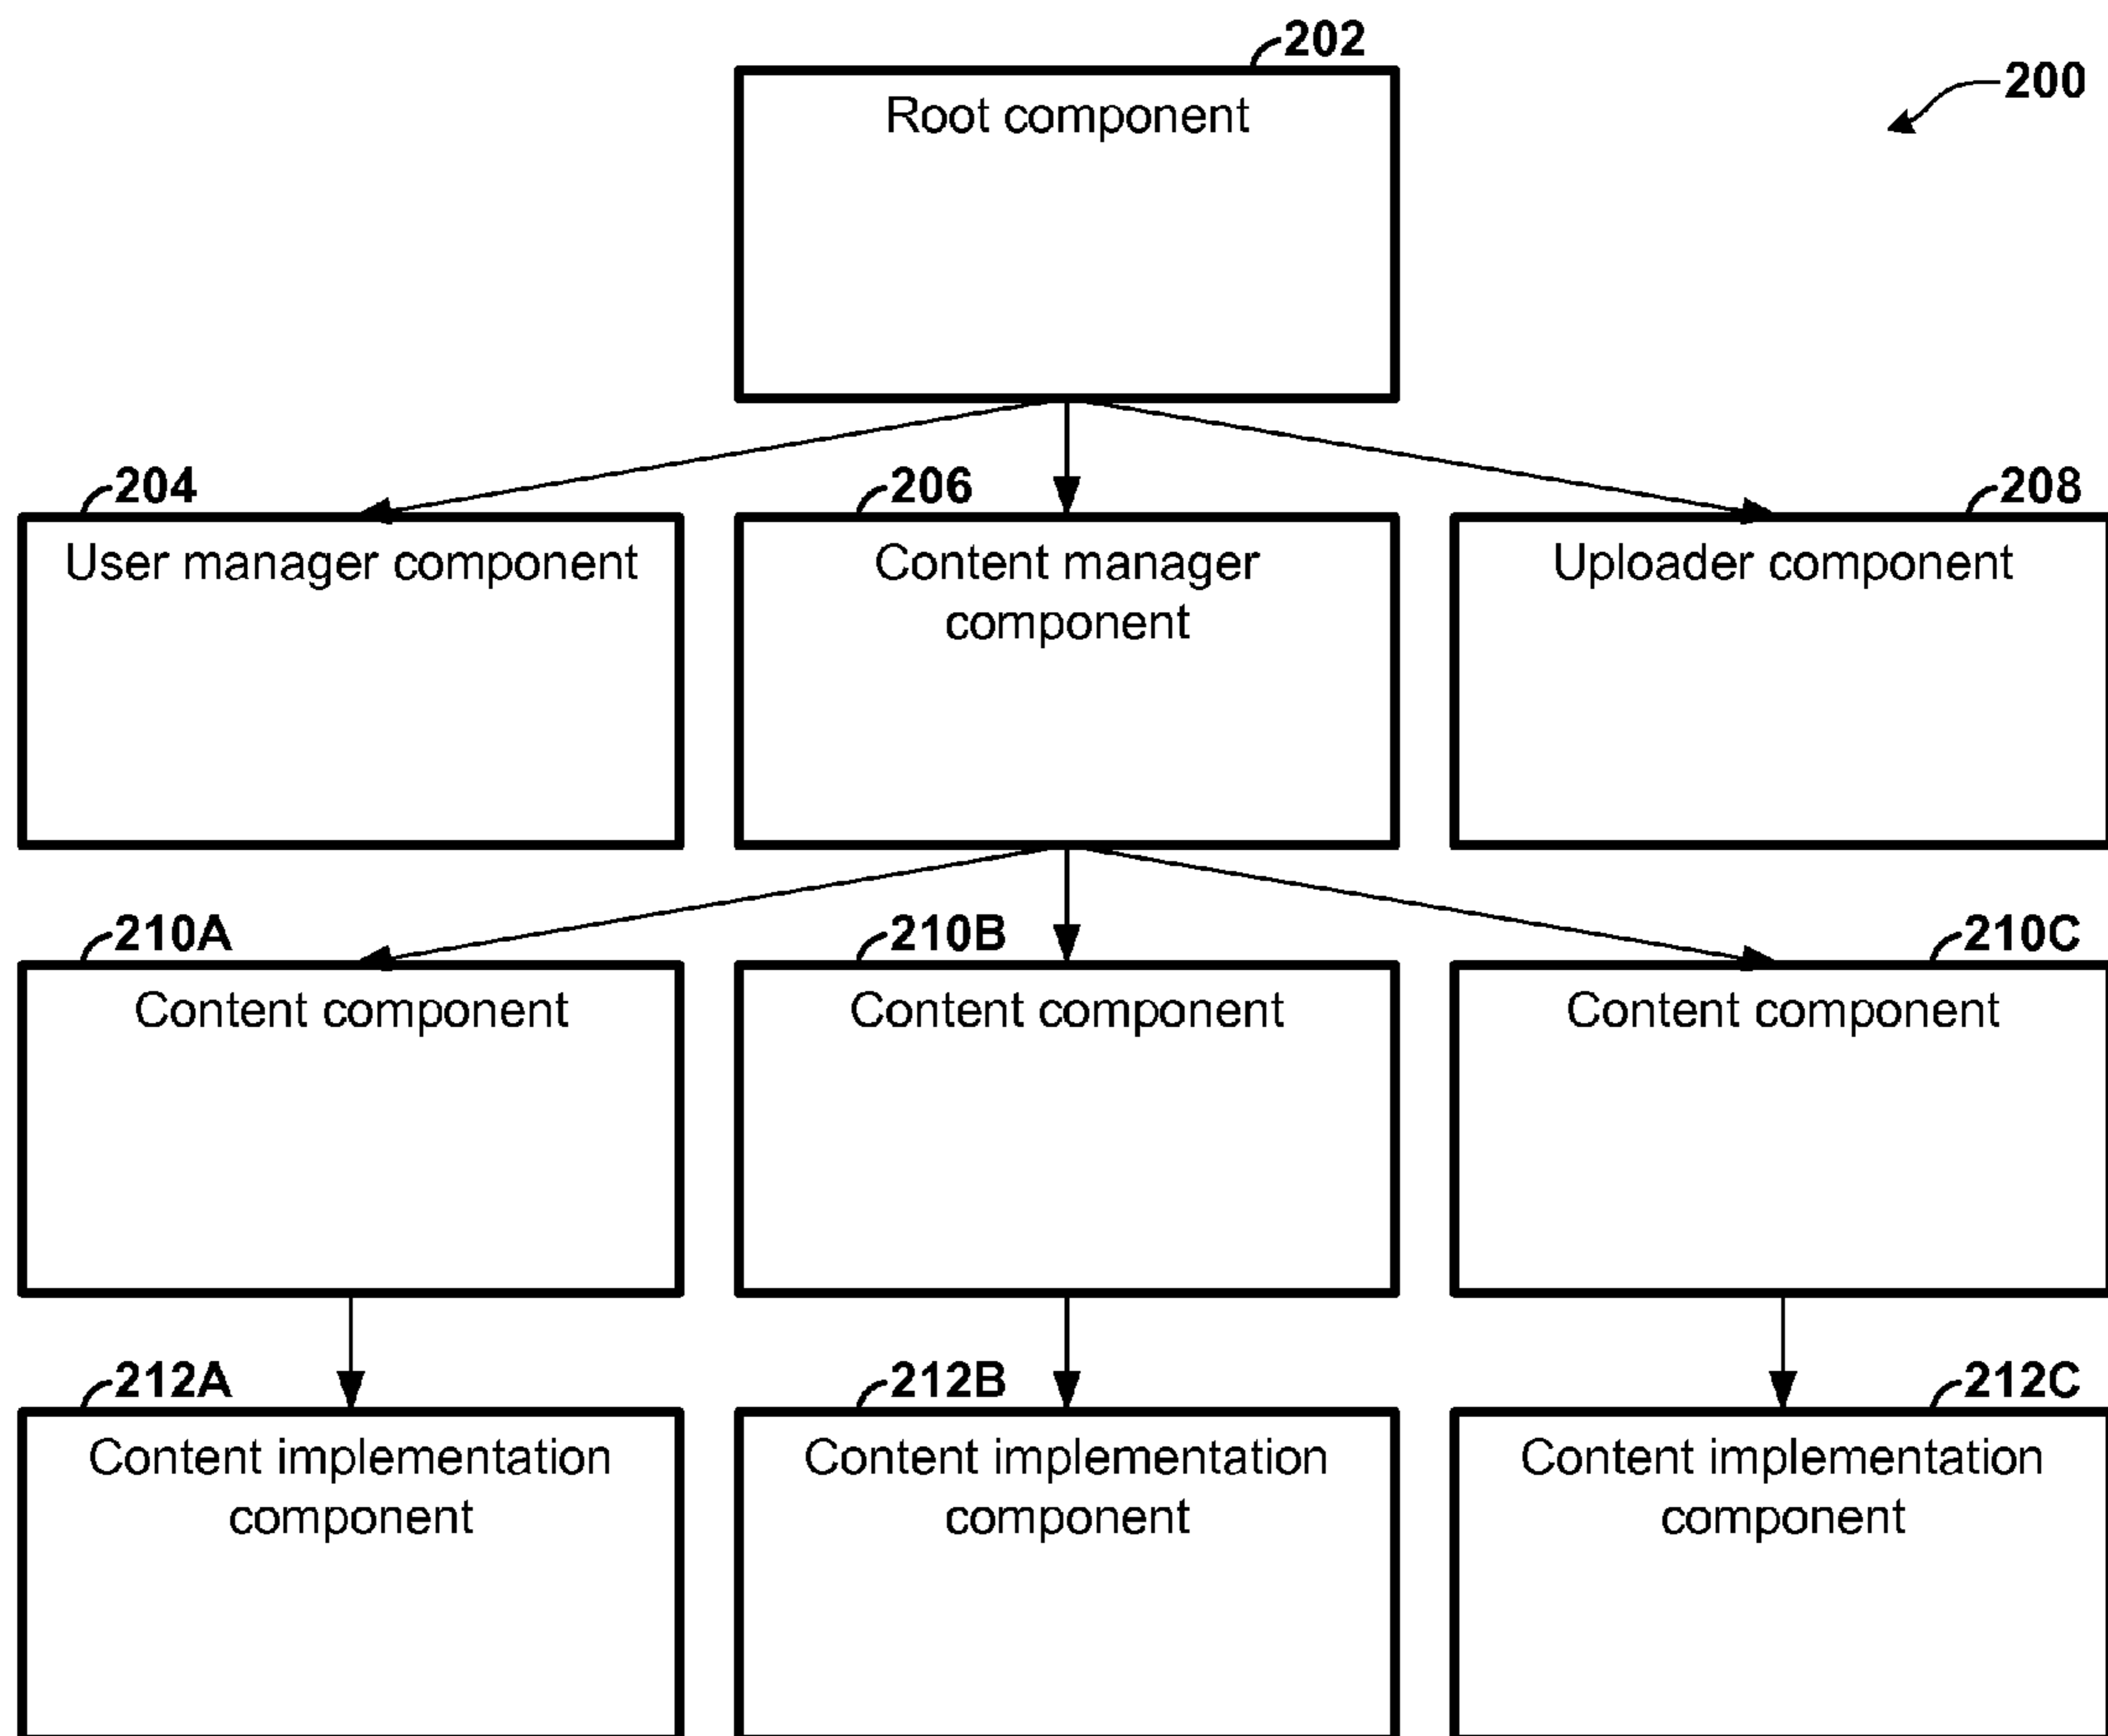 202
200
Root component
204
206
208
User manager component
Content manager
component
Uploader component
210A
210B
210C
Content component
Content component
Content component
212A
212B
212C
Content implementation
component
Content implementation
component
Content implementation
component